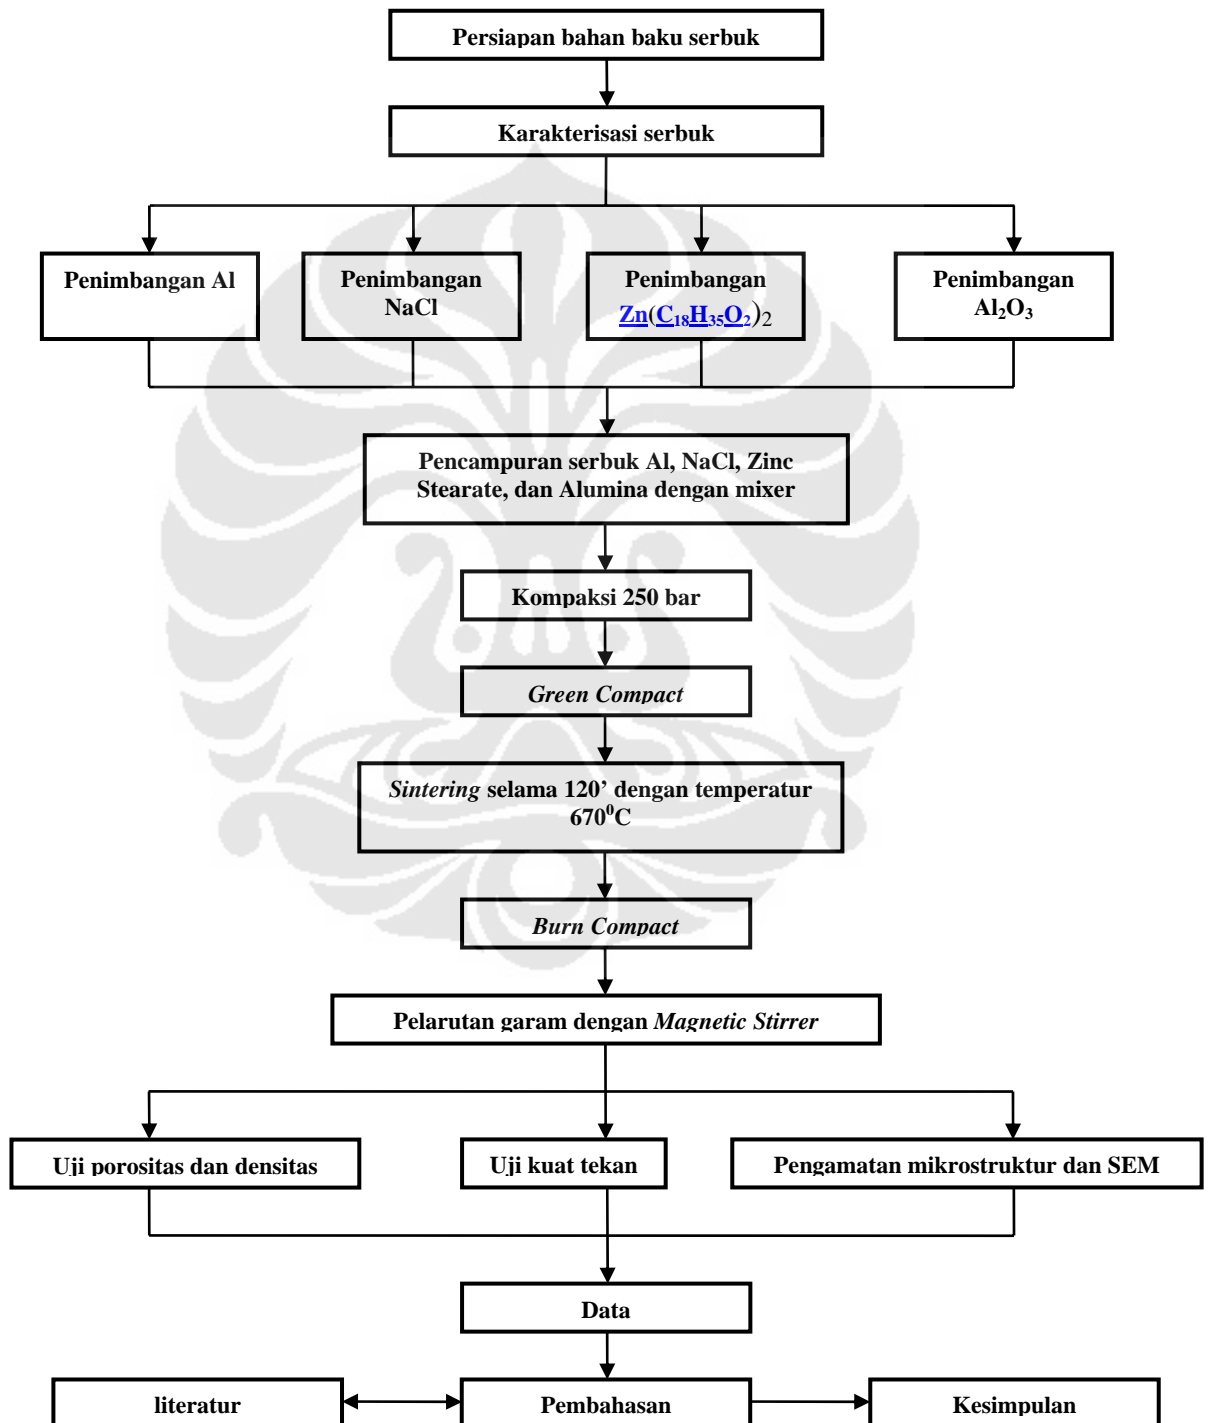 Persiapan bahan baku serbuk
Karakterisasi serbuk
Penimbangan Al
Penimbangan
NaCl
Penimbangan
Zn(C₁₈H₃₅O₂)₂
Penimbangan
Al₂O₃
Pencampuran serbuk Al, NaCl, Zinc
Stearate, dan Alumina dengan mixer
Kompaksi 250 bar
Green Compact
Sintering selama 120’ dengan temperatur
670⁰C
Burn Compact
Pelarutan garam dengan Magnetic Stirrer
Uji porositas dan densitas
Uji kuat tekan
Pengamatan mikrostruktur dan SEM
Data
literatur
Pembahasan
Kesimpulan